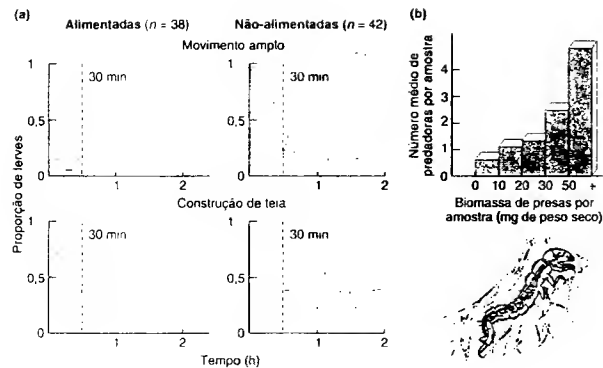 (a)
Alimentadas (n = 38)
Não-alimentadas (n = 42)
Movimento amplo
1
0,5
0
30 min
1
2
1
0,5
0
30 min
1
2
Construção de teia
1
0,5
0
30 min
1
2
1
0,5
0
30 min
1
2
Proporção de
Tempo (h)
(b)
Número médio de
predadoras por amostra
4
3
2
1
0
0 10 20 30 50 +
Biomassa de presas por
amostra (mg de peso seco)